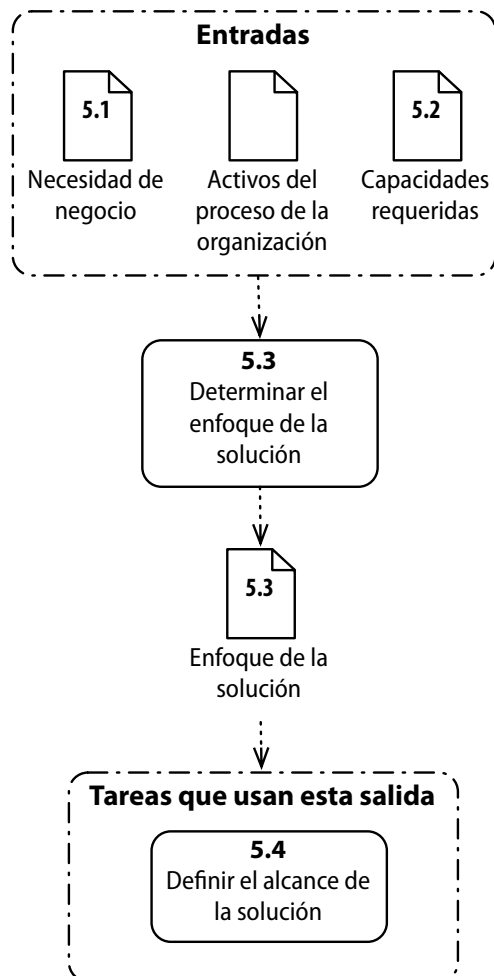 Entradas
5.1
Necesidad de
negocio
Activos del
proceso de la
organización
5.2
Capacidades
requeridas
5.3
Determinar el
enfoque de la
solución
5.3
Enfoque de la
solución
Tareas que usan esta salida
5.4
Definir el alcance de
la solución